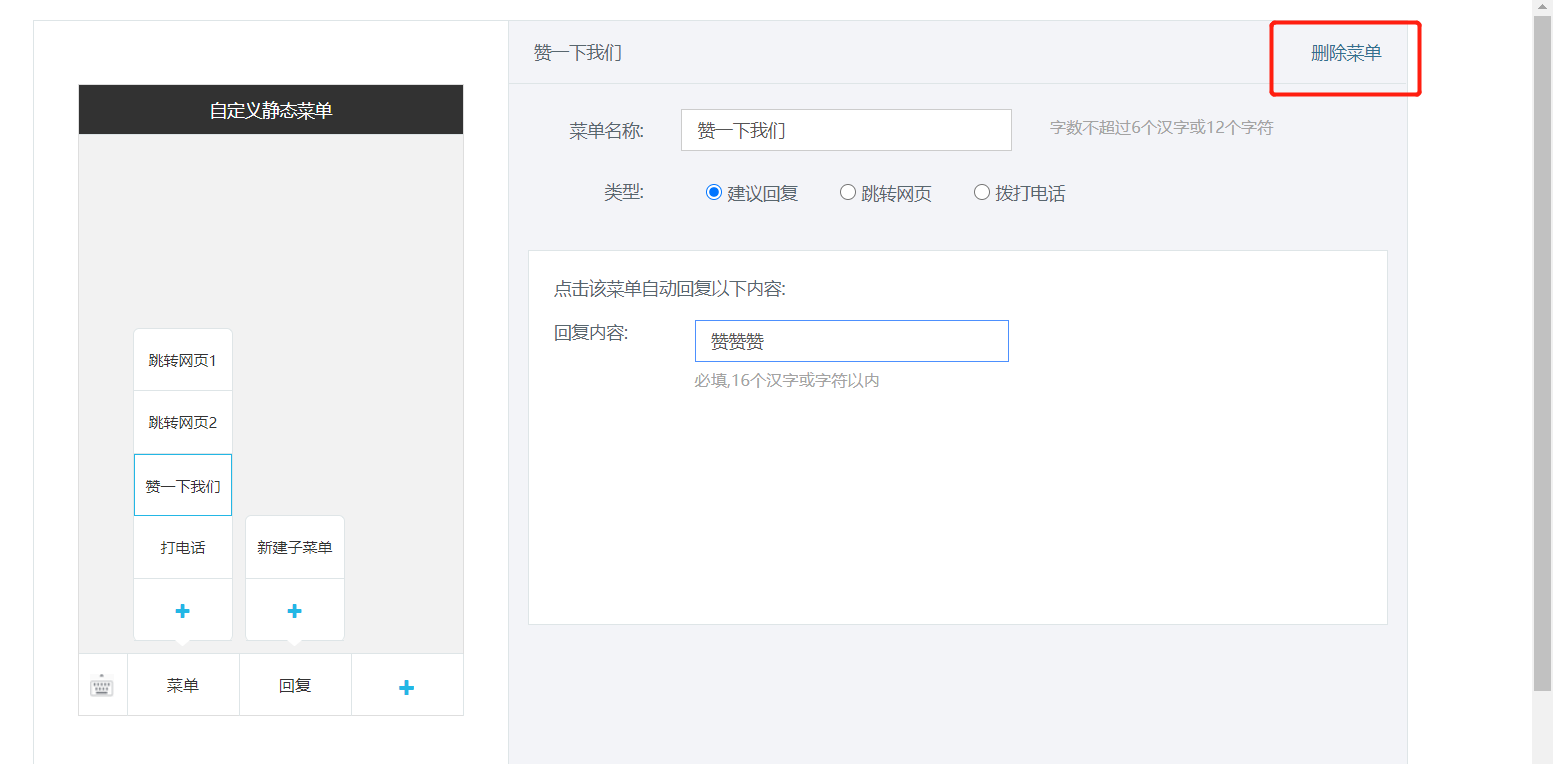 自定义静态菜单
跳转网页1
跳转网页2
赞一下我们
打电话
+
新建子菜单
+
菜单
回复
+
赞一下我们
删除菜单
菜单名称:
赞一下我们
字数不超过6个汉字或12个字符
类型:
建议回复
跳转网页
拨打电话
点击该菜单自动回复以下内容:
回复内容:
赞赞赞
必填,16个汉字或字符以内